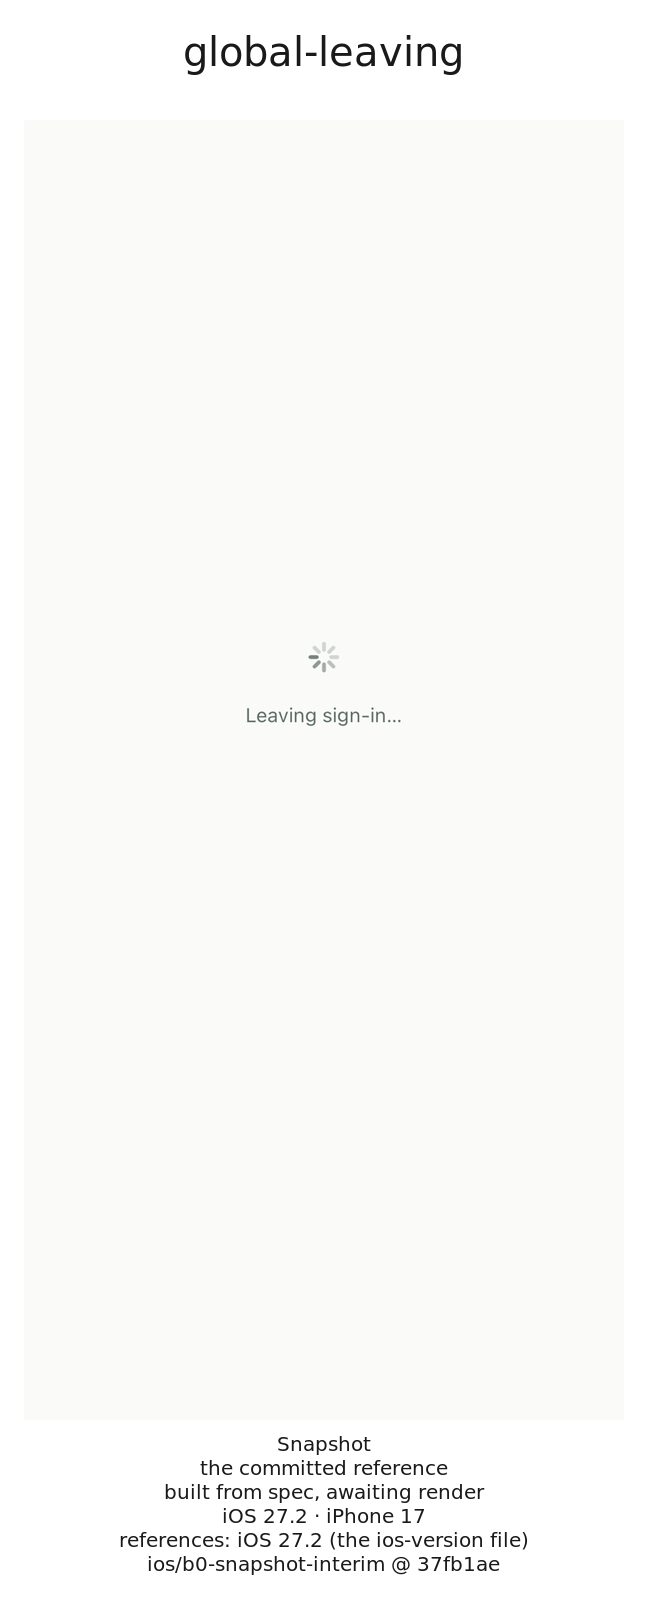 global-leaving
Leaving sign-in...
Snapshot
the committed reference
built from spec, awaiting render
iOS 27.2 · iPhone 17
references: iOS 27.2 (the ios-version file)
ios/b0-snapshot-interim @ 37fb1ae